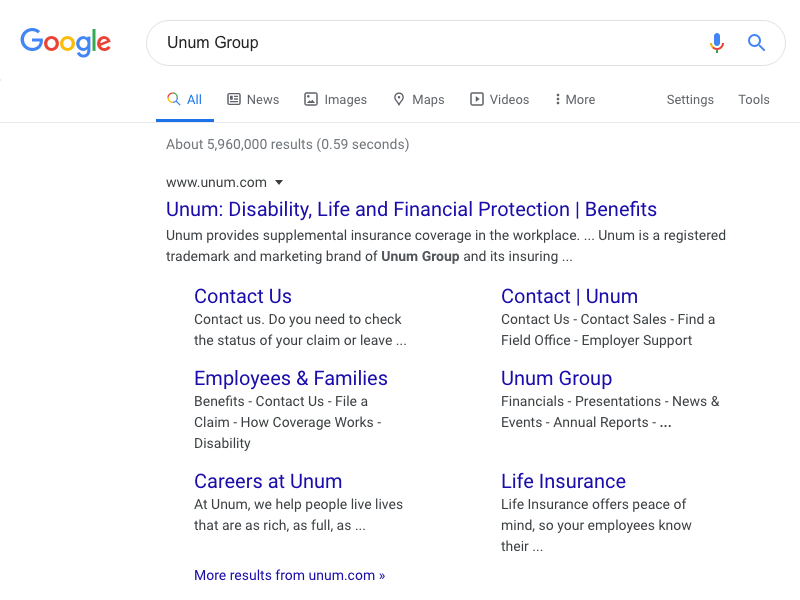 Google
Unum Group
All News Images Maps Videos More Settings Tools
About 5,960,000 results (0.59 seconds)
www.unum.com
Unum: Disability, Life and Financial Protection | Benefits
Unum provides supplemental insurance coverage in the workplace. ... Unum is a registered
trademark and marketing brand of Unum Group and its insuring ...
Contact Us
Contact us. Do you need to check
the status of your claim or leave ...
Contact | Unum
Contact Us - Contact Sales - Find a
Field Office - Employer Support
Employees & Families
Benefits - Contact Us - File a
Claim - How Coverage Works -
Disability
Unum Group
Financials - Presentations - News &
Events - Annual Reports - ...
Careers at Unum
At Unum, we help people live lives
that are as rich, as full, as ...
Life Insurance
Life Insurance offers peace of
mind, so your employees know
their ...
More results from unum.com »